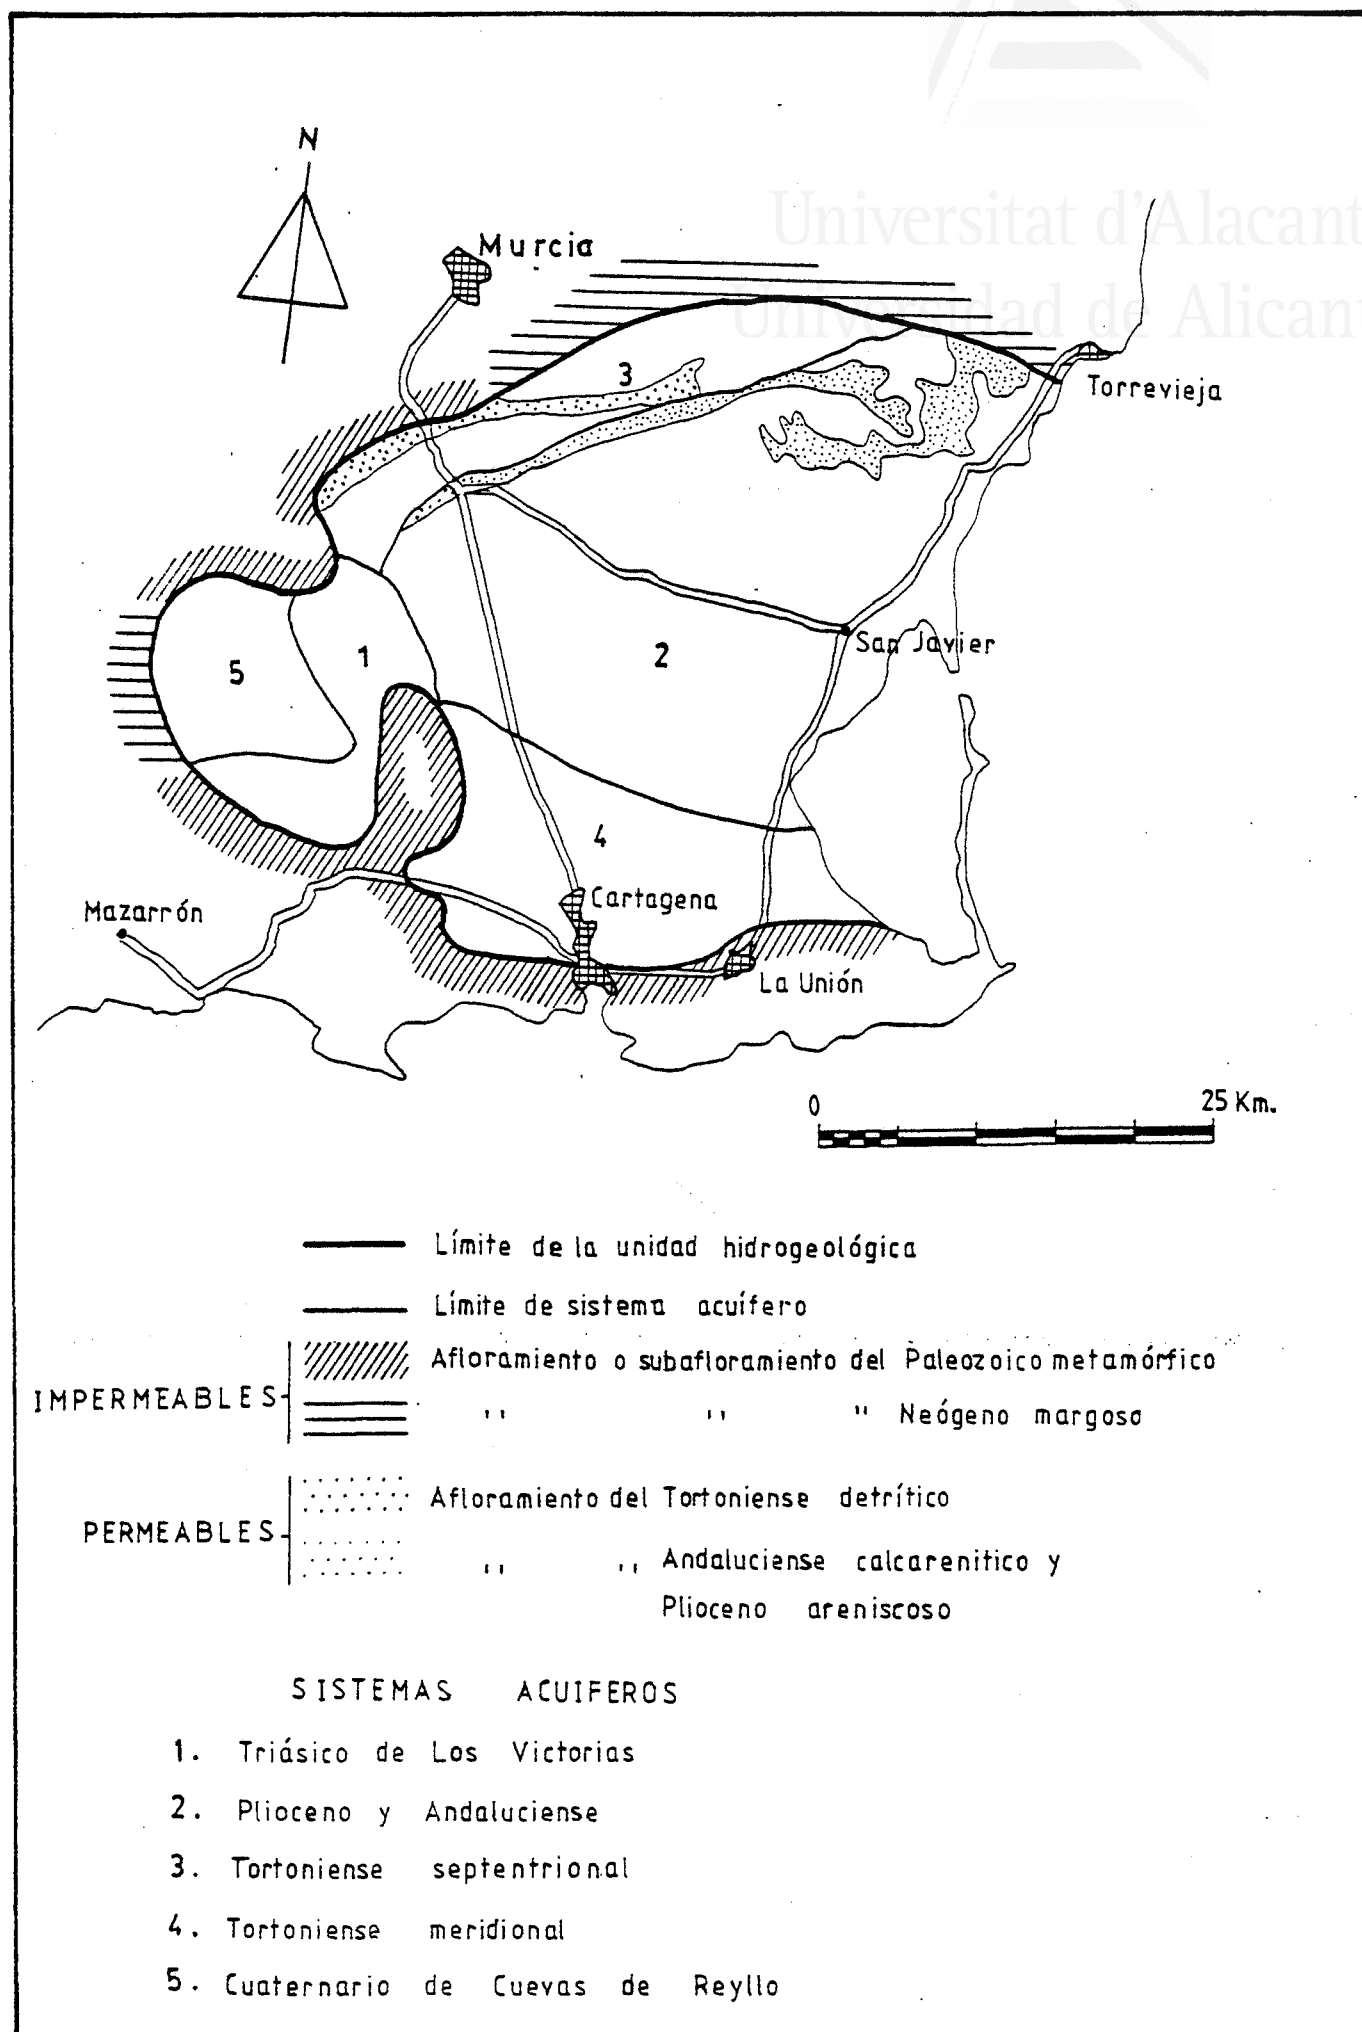 Universitat d'Alacant
Universidad de Alicant
N
Murcia
3
Torrevieja
San Javier
2
1
5
4
Cartagena
Mazarrón
La Unión
0 25 Km.
Límite de la unidad hidrogeológica
Límite de sistema acuífero
IMPERMEABLES
Afloramiento o subafloramiento del Paleozoico metamórfico
" " " Neógeno margoso
PERMEABLES
Afloramiento del Tortoniense detrítico
" " Andaluciense calcarenitico y
Plioceno areniscoso
SISTEMAS ACUIFEROS
1. Triásico de Los Victorias
2. Plioceno y Andaluciense
3. Tortoniense septentrional
4. Tortoniense meridional
5. Cuaternario de Cuevas de Reyllo